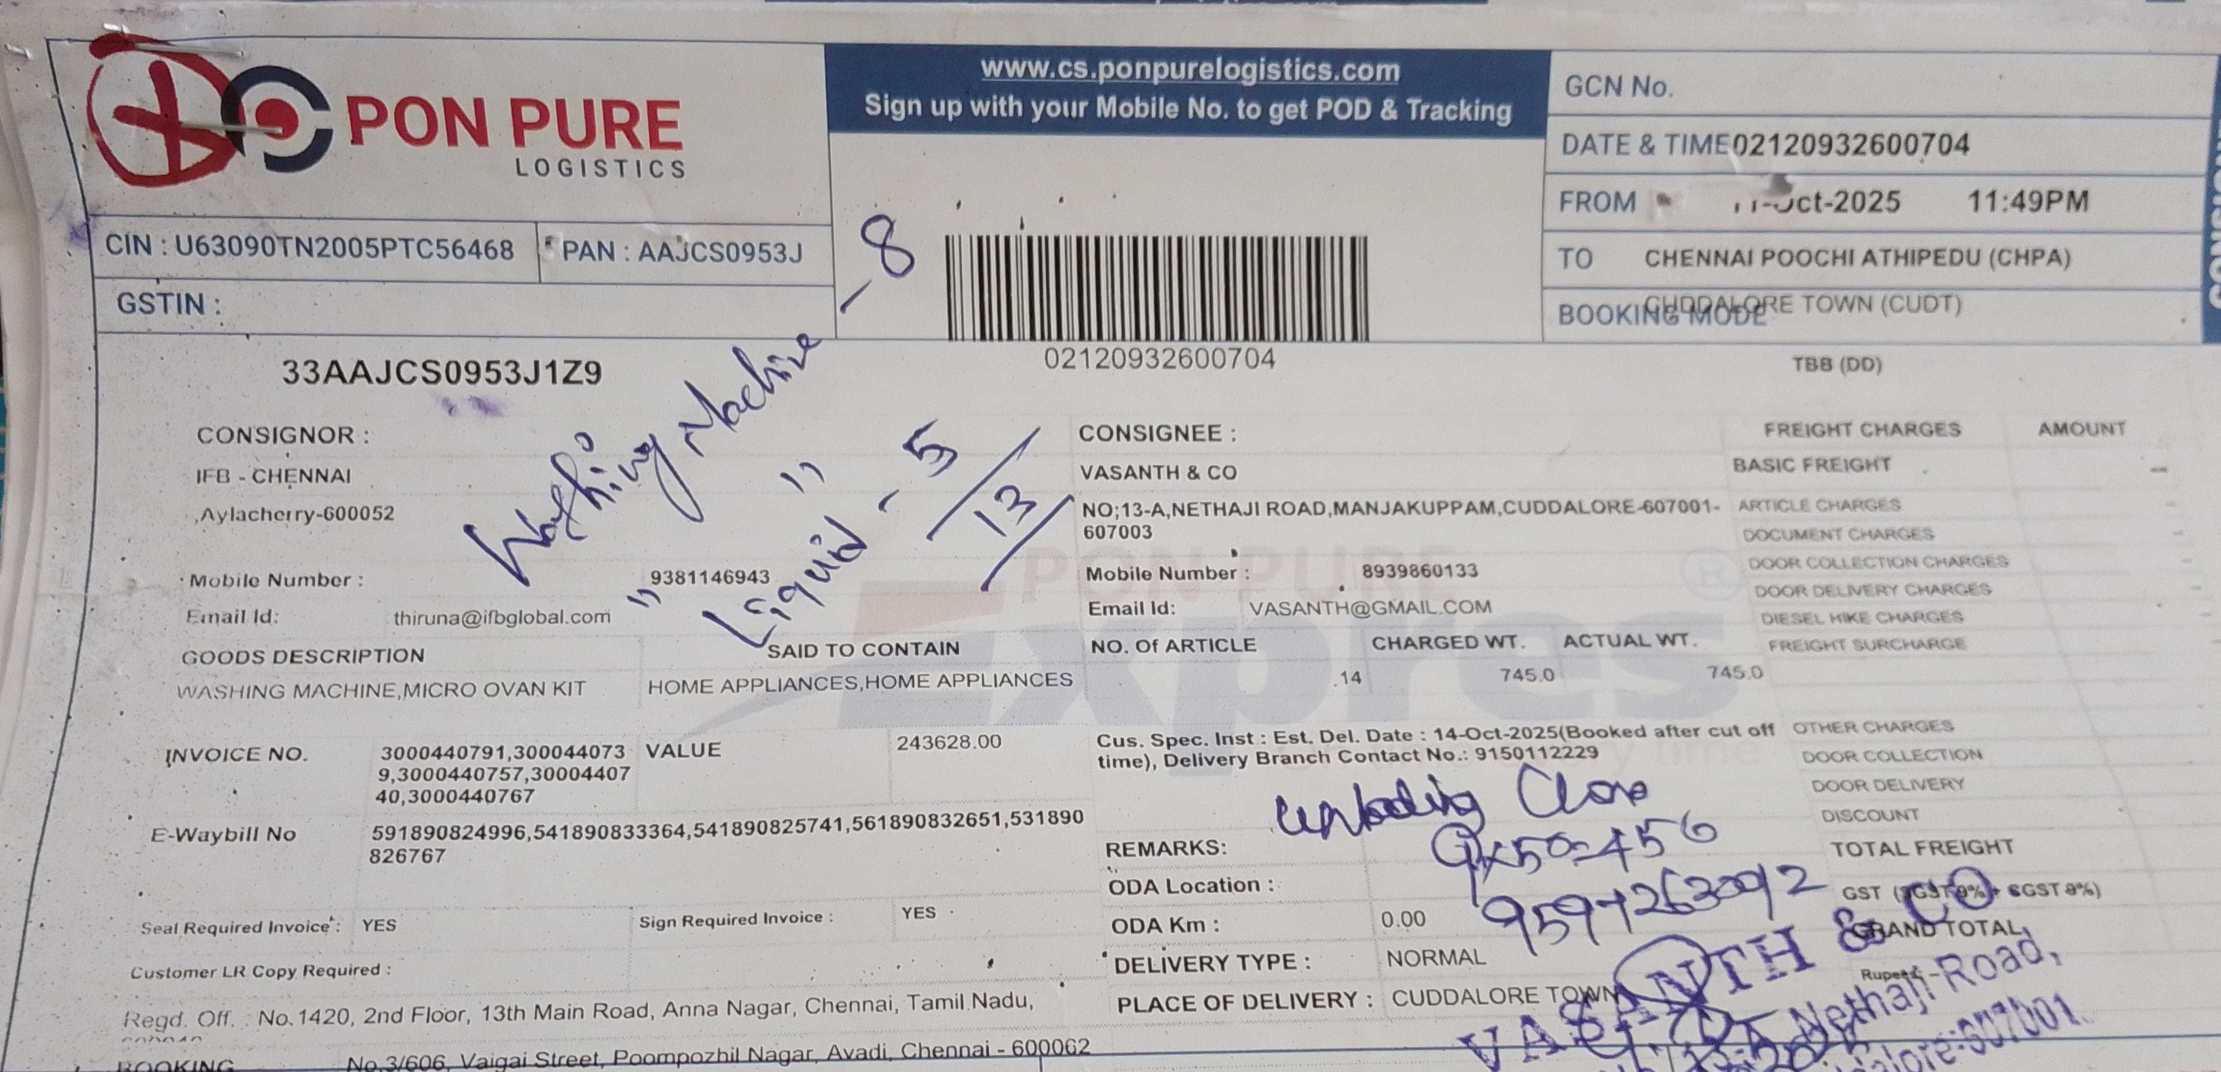 PON PURE
LOGISTICS
www.cs.ponpurelogistics.com
Sign up with your Mobile No. to get POD & Tracking
GCN No.
DATE & TIME 02120932600704
FROM 11-Oct-2025 11:49PM
TO CHENNAI POOCHI ATHIPEDU (CHPA)
BOOKING MODE CUDDALORE TOWN (CUDT)
TBB (DD)
CIN : U63090TN2005PTC56468 PAN : AAJCS0953J
GSTIN :
33AAJCS0953J1Z9
02120932600704
Washing Machine - 8
" Liquid " - 5
13
CONSIGNOR :
IFB - CHENNAI
,Aylacherry-600052
Mobile Number : 9381146943
Email Id: thiruna@ifbglobal.com
CONSIGNEE :
VASANTH & CO
NO;13-A,NETHAJI ROAD,MANJAKUPPAM,CUDDALORE-607001-
607003
Mobile Number : 8939860133
Email Id: VASANTH@GMAIL.COM
FREIGHT CHARGES AMOUNT
BASIC FREIGHT
ARTICLE CHARGES
DOCUMENT CHARGES
DOOR COLLECTION CHARGES
DOOR DELIVERY CHARGES
DIESEL HIKE CHARGES
FREIGHT SURCHARGE
PON PURE
Expres
GOODS DESCRIPTION SAID TO CONTAIN NO. Of ARTICLE CHARGED WT. ACTUAL WT.
WASHING MACHINE,MICRO OVAN KIT HOME APPLIANCES,HOME APPLIANCES 14 745.0 745.0
INVOICE NO. 3000440791,300044073
9,3000440757,30004407
40,3000440767
VALUE 243628.00
Cus. Spec. Inst : Est. Del. Date : 14-Oct-2025(Booked after cut off
time), Delivery Branch Contact No.: 9150112229
OTHER CHARGES
DOOR COLLECTION
DOOR DELIVERY
DISCOUNT
TOTAL FREIGHT
GRAND TOTAL
Rupees
E-Waybill No 591890824996,541890833364,541890825741,561890832651,531890
826767
REMARKS:
ODA Location :
ODA Km : 0.00
DELIVERY TYPE : NORMAL
PLACE OF DELIVERY : CUDDALORE TOWN
Seal Required Invoice : YES Sign Required Invoice : YES
Customer LR Copy Required :
Regd. Off. : No.1420, 2nd Floor, 13th Main Road, Anna Nagar, Chennai, Tamil Nadu,
BOOKING No.3/606, Vaigai Street, Poompozhil Nagar, Avadi, Chennai - 600062
VASANTH & CO
Nethaji-Road,
607001.